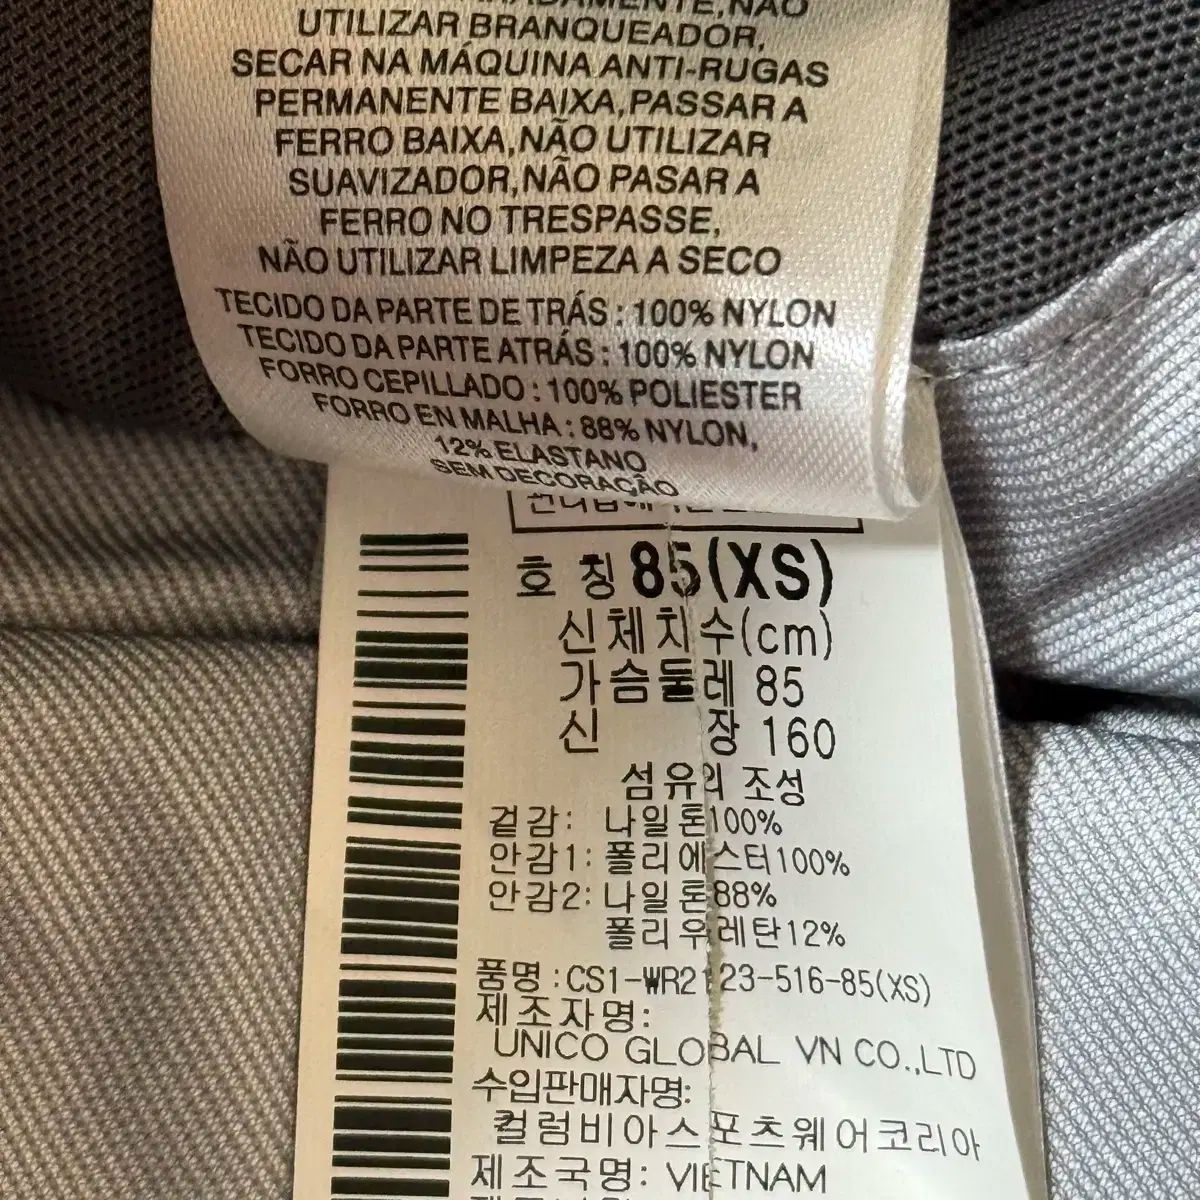 UTILIZAR BRANQUEADOR,
SECAR NA MÁQUINA ANTI-RUGAS
PERMANENTE BAIXA, PASSAR A
FERRO BAIXA, NÃO UTILIZAR
SUAVIZADOR, NÃO PASAR A
FERRO NO TRESPASSE,
NÃO UTILIZAR LIMPEZA A SECO
TECIDO DA PARTE DE TRÁS : 100% NYLON
TECIDO DA PARTE ATRÁS : 100% NYLON
FORRO CEPILLADO : 100% POLIESTER
FORRO EN MALHA : 88% NYLON,
12% ELASTANO
SEM DECORAÇÃO
호 칭 85(XS)
신체치수(cm)
가슴둘레 85
신 장 160
섬유의 조성
겉감: 나일론100%
안감1: 폴리에스터100%
안감2: 나일론88%
폴리우레탄12%
품명 : CS1-WR2123-516-85(XS)
제조자명:
UNICO GLOBAL VN CO.,LTD
수입판매자명:
컬럼비아스포츠웨어코리아
제조국명: VIETNAM